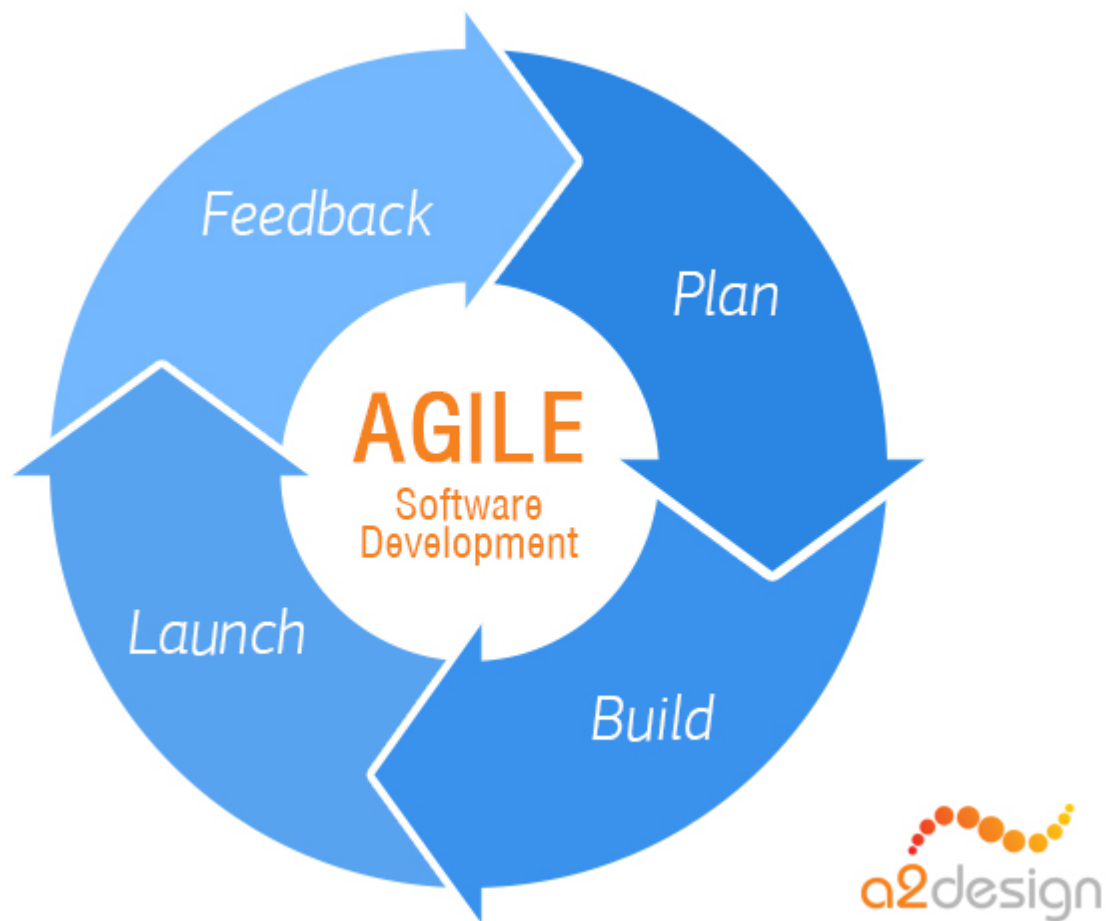 Feedback
Plan
AGILE
Software
Development
Launch
Build
a2design